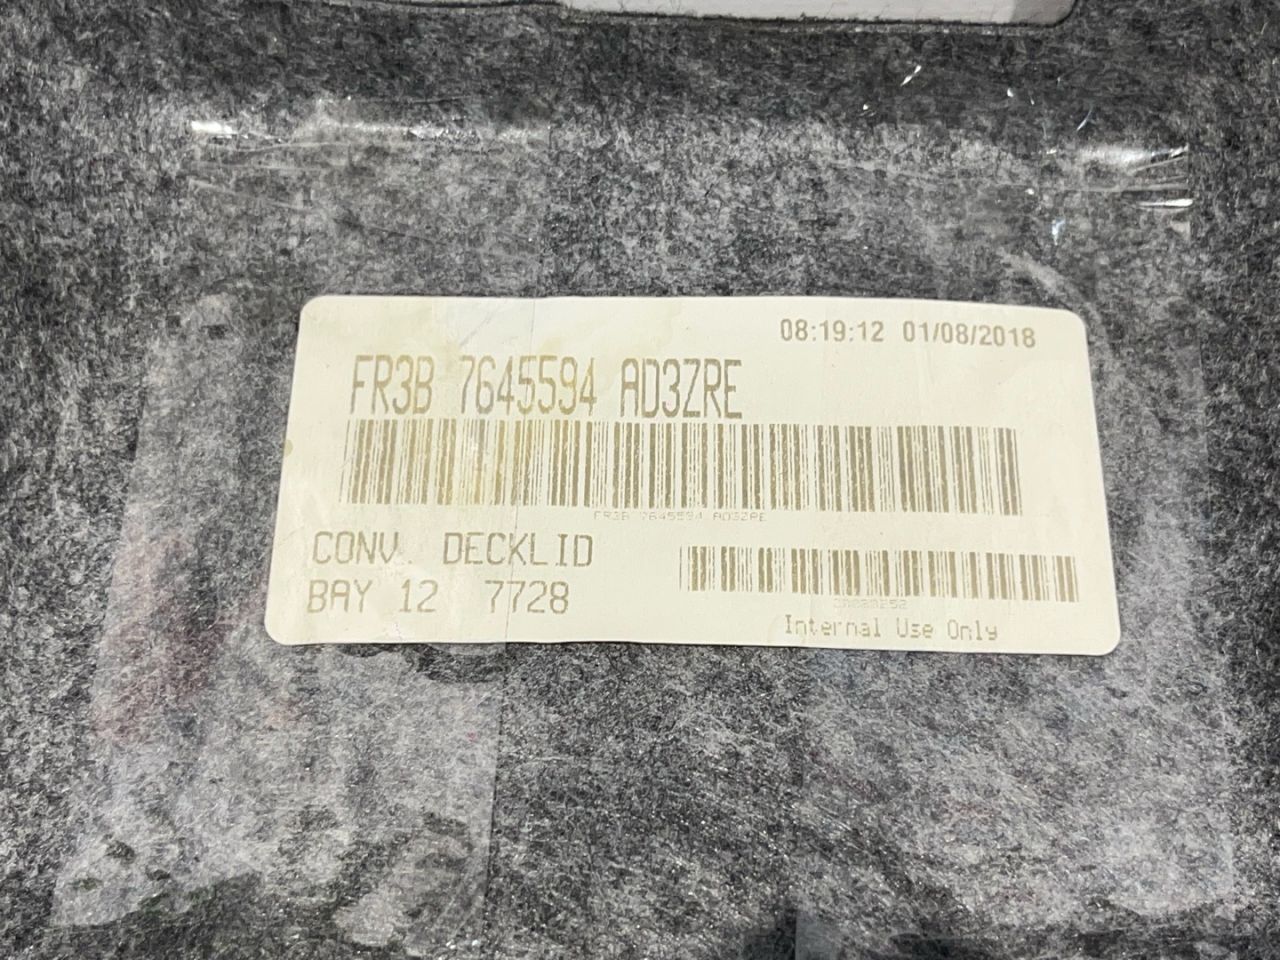 08:19:12 01/08/2018
FR3B 7645594 AD3ZRE
FR3B 7645594 AD3ZRE
CONV. DECKLID
BAY 12 7728
Internal Use Only